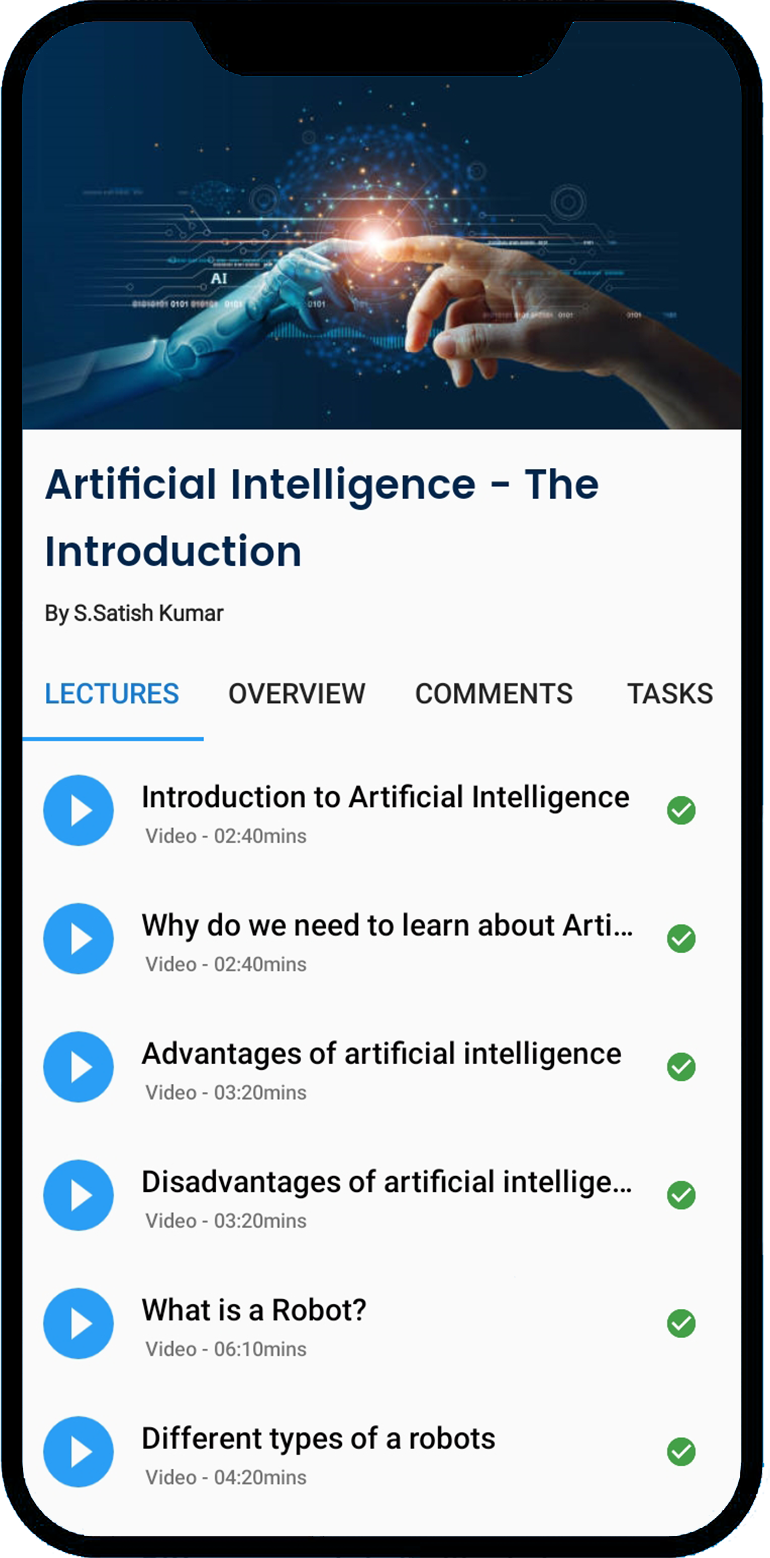 AI
01010101 0101 010101 0101
0101
0101
0101
Artificial Intelligence - The
Introduction
By S.Satish Kumar
LECTURES OVERVIEW COMMENTS TASKS
Introduction to Artificial Intelligence
Video - 02:40mins
Why do we need to learn about Arti...
Video - 02:40mins
Advantages of artificial intelligence
Video - 03:20mins
Disadvantages of artificial intellige...
Video - 03:20mins
What is a Robot?
Video - 06:10mins
Different types of a robots
Video - 04:20mins